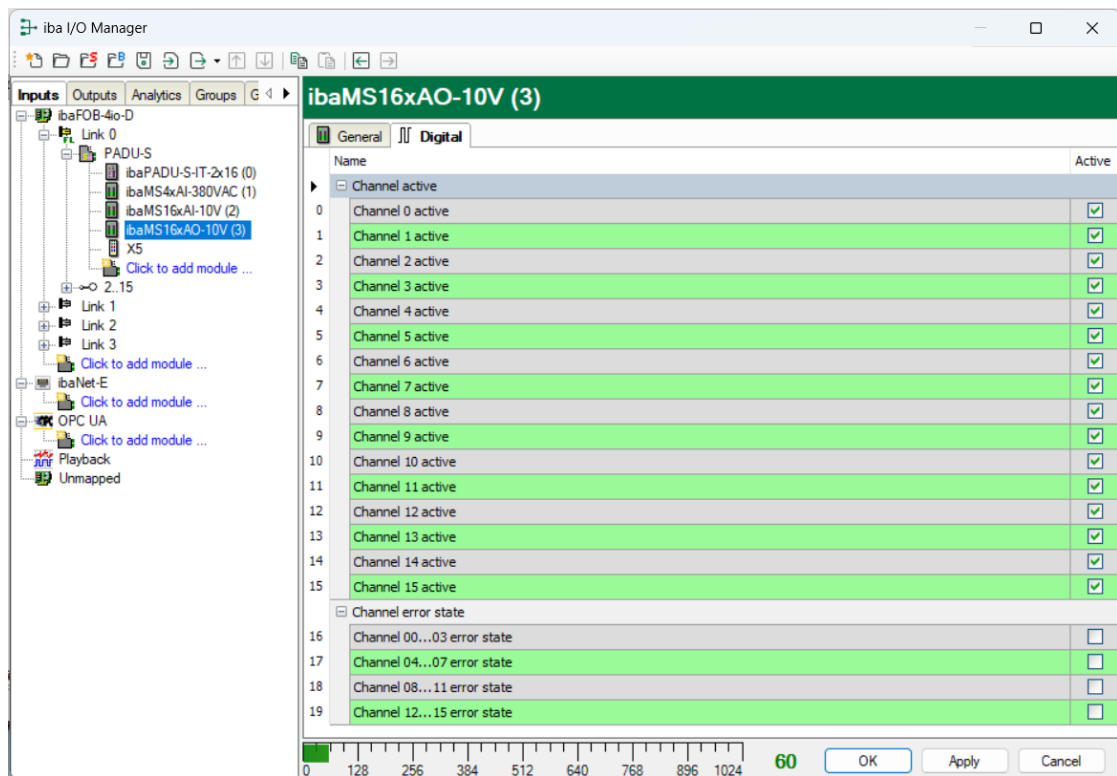 iba I/O Manager
Inputs Outputs Analytics Groups G
ibaFOB-4io-D
Link 0
PADU-S
ibaPADU-S-IT-2x16 (0)
ibaMS4xAI-380VAC (1)
ibaMS16xAI-10V (2)
ibaMS16xAO-10V (3)
X5
Click to add module ...
2..15
Link 1
Link 2
Link 3
Click to add module ...
ibaNet-E
Click to add module ...
OPC UA
Click to add module ...
Playback
Unmapped
ibaMS16xAO-10V (3)
General Digital
Name Active
Channel active
0 Channel 0 active
1 Channel 1 active
2 Channel 2 active
3 Channel 3 active
4 Channel 4 active
5 Channel 5 active
6 Channel 6 active
7 Channel 7 active
8 Channel 8 active
9 Channel 9 active
10 Channel 10 active
11 Channel 11 active
12 Channel 12 active
13 Channel 13 active
14 Channel 14 active
15 Channel 15 active
Channel error state
16 Channel 00...03 error state
17 Channel 04...07 error state
18 Channel 08...11 error state
19 Channel 12...15 error state
0 128 256 384 512 640 768 896 1024
60 OK Apply Cancel